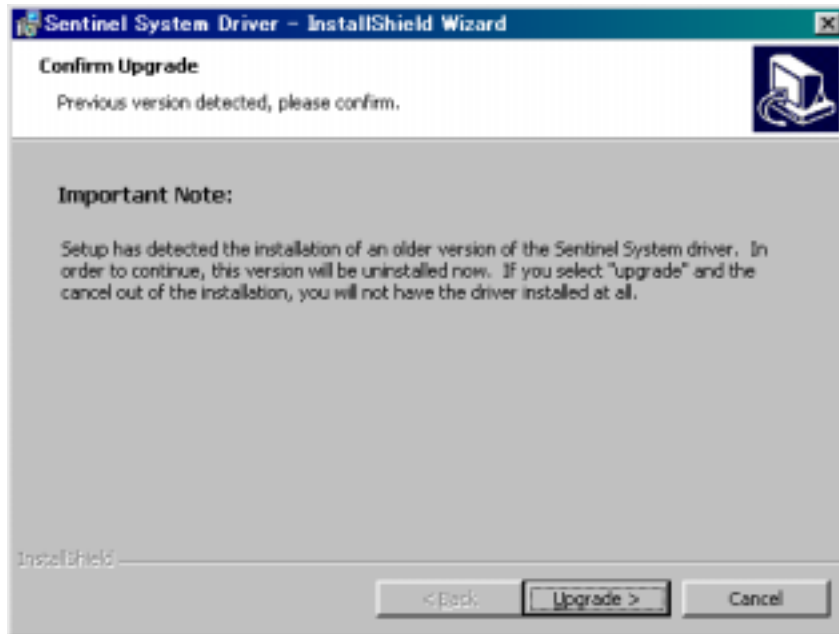 Sentinel System Driver - InstallShield Wizard
Confirm Upgrade
Previous version detected, please confirm.
Important Note:
Setup has detected the installation of an older version of the Sentinel System driver. In
order to continue, this version will be uninstalled now. If you select "upgrade" and the
cancel out of the installation, you will not have the driver installed at all.
InstallShield
< Back
Upgrade >
Cancel